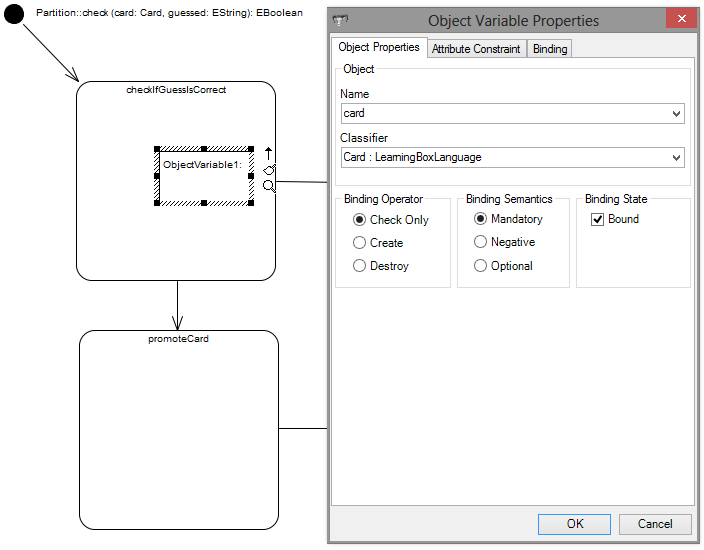 Partition::check (card: Card, guessed: EString): EBoolean
checkIfGuessIsCorrect
ObjectVariable1:
promoteCard
Object Variable Properties
Object Properties
Attribute Constraint
Binding
Object
Name
card
Classifier
Card : LearningBoxLanguage
Binding Operator
Check Only
Create
Destroy
Binding Semantics
Mandatory
Negative
Optional
Binding State
Bound
OK
Cancel